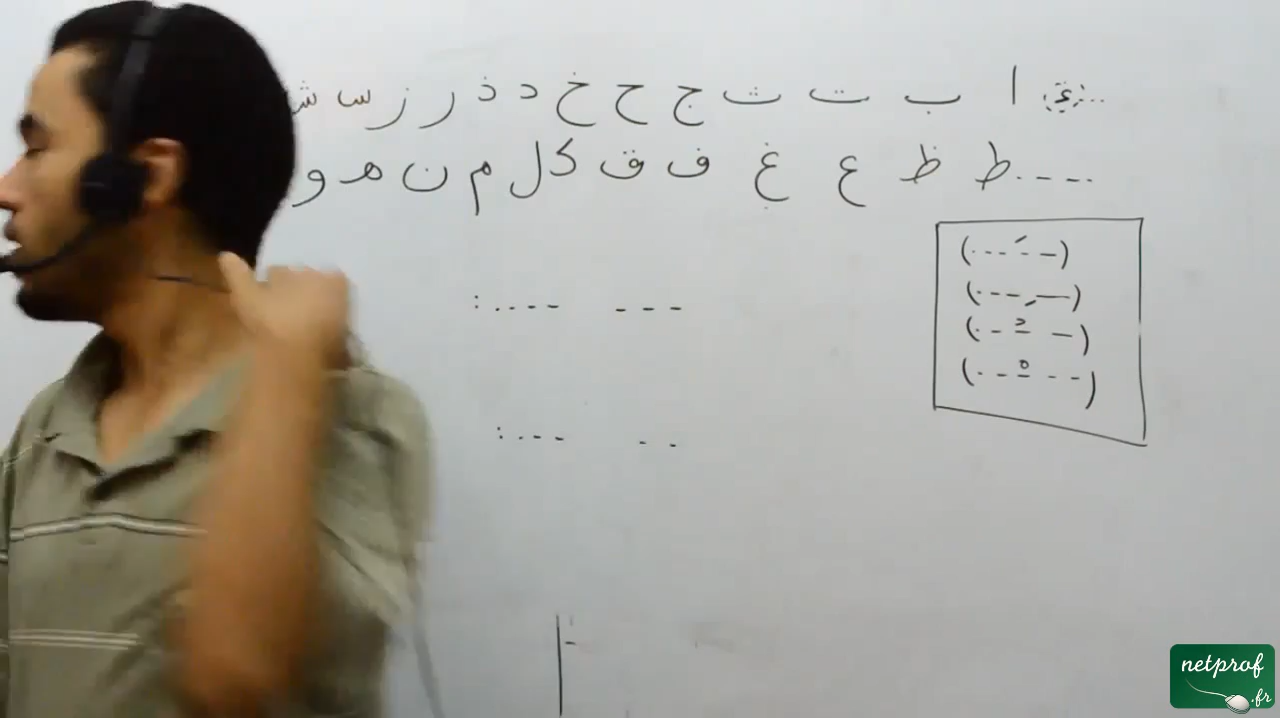 ...ء ا ب ت ث ج ح خ د ذ ر ز س ش
ط ظ ع غ ف ق ك ل م ن ه و
(---َ-–)
(---ِ—)
(--ُ- –)
(--ْ---)
--- ----:
-- ----:
netprof
.fr